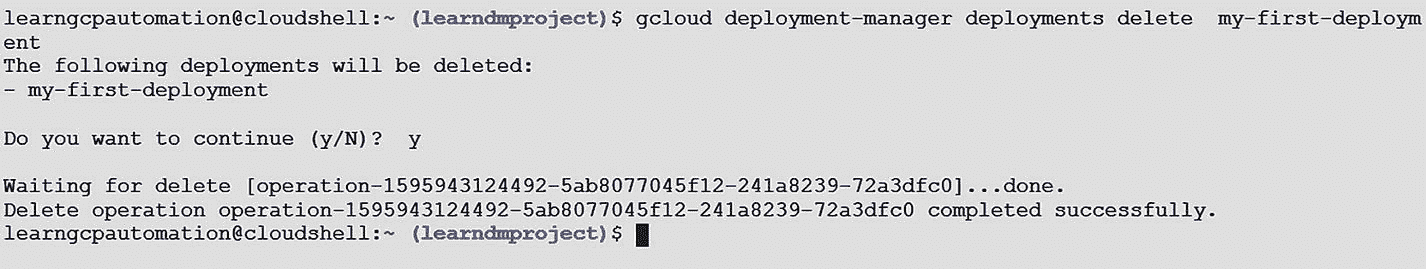 learngcpautomation@cloudshell:~ (learndmproject)$ gcloud deployment-manager deployments delete  my-first-deploym
ent
The following deployments will be deleted:
- my-first-deployment
Do you want to continue (y/N)?  y
Waiting for delete [operation-1595943124492-5ab8077045f12-241a8239-72a3dfc0]...done.
Delete operation operation-1595943124492-5ab8077045f12-241a8239-72a3dfc0 completed successfully.
learngcpautomation@cloudshell:~ (learndmproject)$